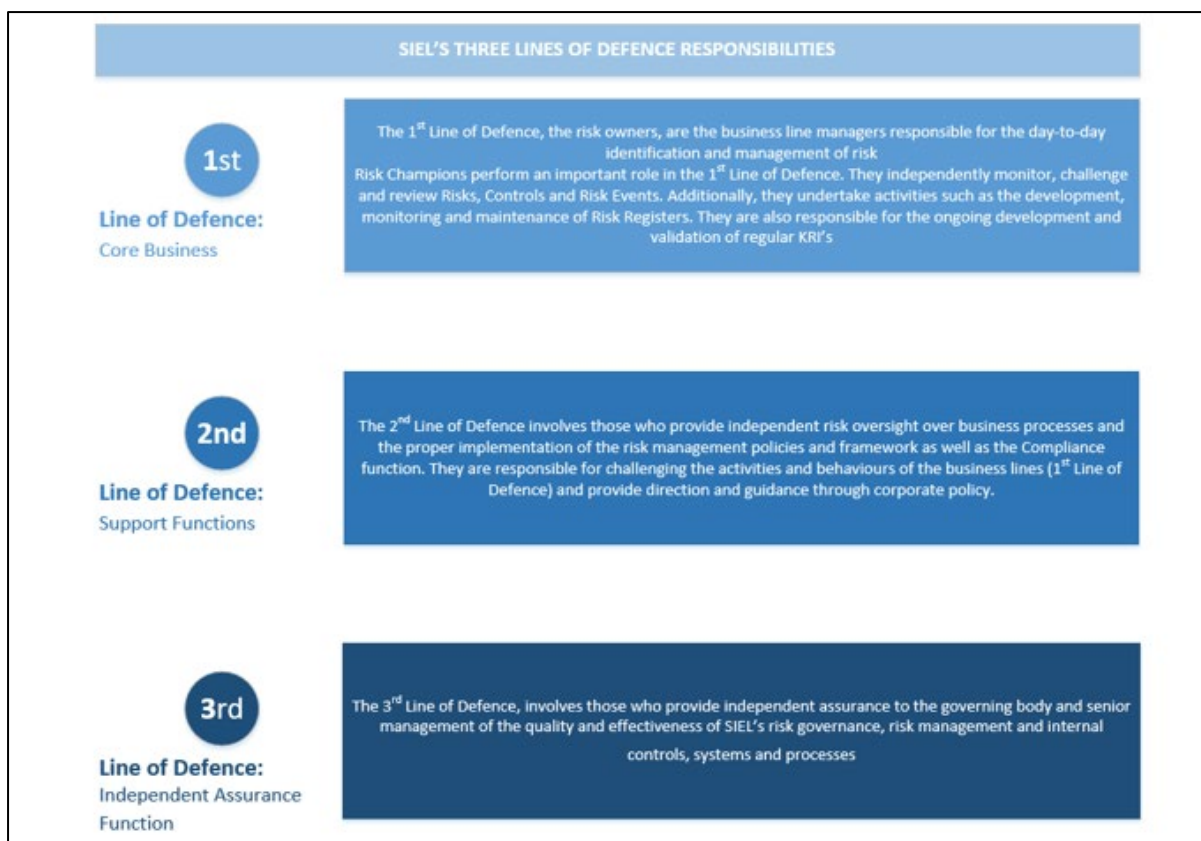 SIEL'S THREE LINES OF DEFENCE RESPONSIBILITIES
1st
Line of Defence:
Core Business
The 1st Line of Defence, the risk owners, are the business line managers responsible for the day-to-day
identification and management of risk
Risk Champions perform an important role in the 1st Line of Defence. They independently monitor, challenge
and review Risks, Controls and Risk Events. Additionally, they undertake activities such as the development,
monitoring and maintenance of Risk Registers. They are also responsible for the ongoing development and
validation of regular KRI's
2nd
Line of Defence:
Support Functions
The 2nd Line of Defence involves those who provide independent risk oversight over business processes and
the proper implementation of the risk management policies and framework as well as the Compliance
function. They are responsible for challenging the activities and behaviours of the business lines (1st Line of
Defence) and provide direction and guidance through corporate policy.
3rd
Line of Defence:
Independent Assurance
Function
The 3rd Line of Defence, involves those who provide independent assurance to the governing body and senior
management of the quality and effectiveness of SIEL's risk governance, risk management and internal
controls, systems and processes